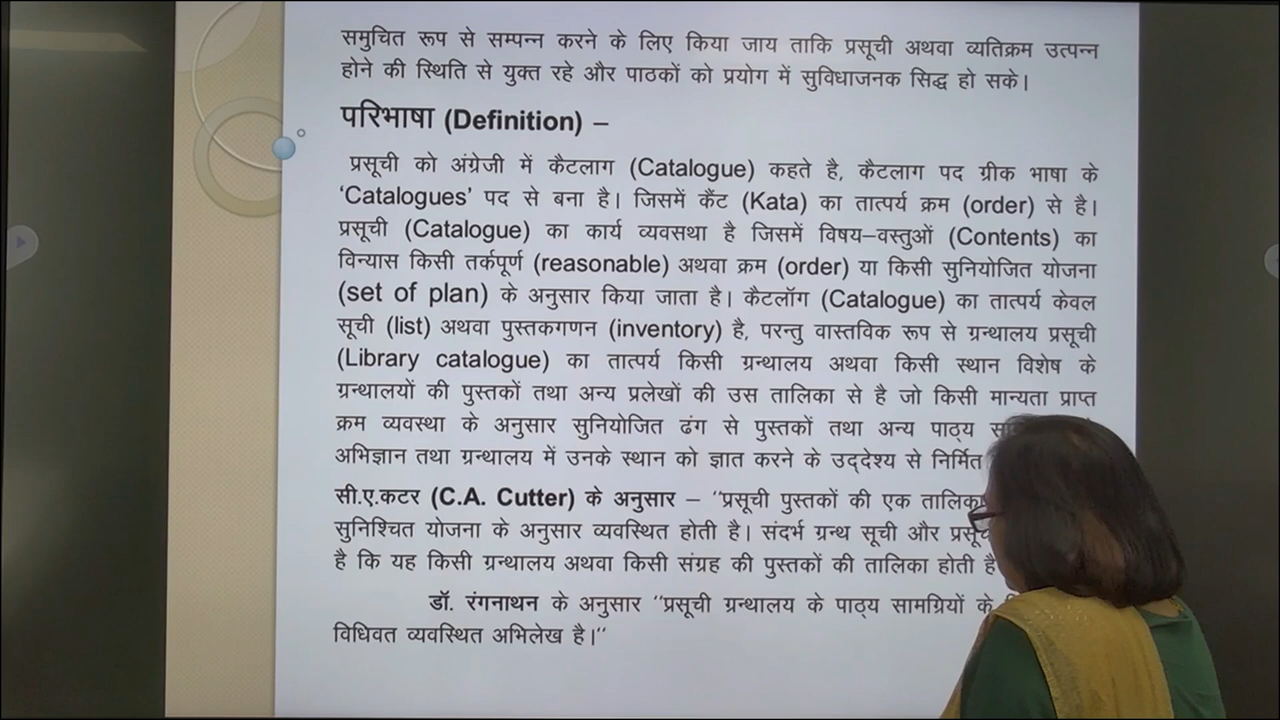 समुचित रूप से सम्पन्न करने के लिए किया जाय ताकि प्रसूची अथवा व्यतिक्रम उत्पन्न
होने की स्थिति से युक्त रहे और पाठकों को प्रयोग में सुविधाजनक सिद्ध हो सके।
परिभाषा (Definition) –
प्रसूची को अंग्रेजी में कैटलाग (Catalogue) कहते है, कैटलाग पद ग्रीक भाषा के
‘Catalogues’ पद से बना है। जिसमें कैंट (Kata) का तात्पर्य क्रम (order) से है।
प्रसूची (Catalogue) का कार्य व्यवसथा है जिसमें विषय–वस्तुओं (Contents) का
विन्यास किसी तर्कपूर्ण (reasonable) अथवा क्रम (order) या किसी सुनियोजित योजना
(set of plan) के अनुसार किया जाता है। कैटलॉग (Catalogue) का तात्पर्य केवल
सूची (list) अथवा पुस्तकगणन (inventory) है, परन्तु वास्तविक रूप से ग्रन्थालय प्रसूची
(Library catalogue) का तात्पर्य किसी ग्रन्थालय अथवा किसी स्थान विशेष के
ग्रन्थालयों की पुस्तकों तथा अन्य प्रलेखों की उस तालिका से है जो किसी मान्यता प्राप्त
क्रम व्यवस्था के अनुसार सुनियोजित ढंग से पुस्तकों तथा अन्य पाठ्य
अभिज्ञान तथा ग्रन्थालय में उनके स्थान को ज्ञात करने के उद्देश्य से निर्मित
सी.ए.कटर (C.A. Cutter) के अनुसार – “प्रसूची पुस्तकों की एक
सुनिश्चित योजना के अनुसार व्यवस्थित होती है। संदर्भ ग्रन्थ सूची और
है कि यह किसी ग्रन्थालय अथवा किसी संग्रह की पुस्तकों की तालिका होती है
डॉ. रंगनाथन के अनुसार “प्रसूची ग्रन्थालय के पाठ्य सामग्रियों के
विधिवत व्यवस्थित अभिलेख है।“